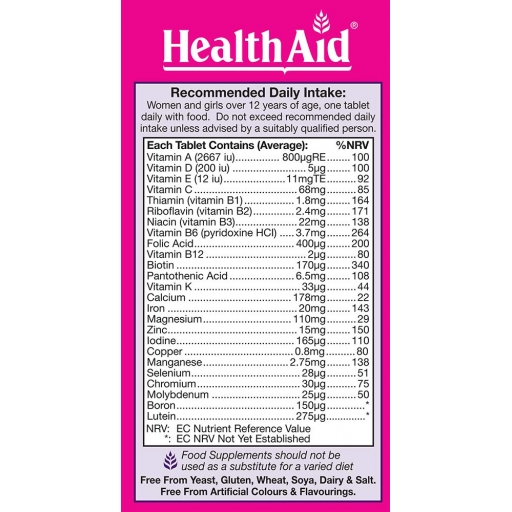 HealthAid®
Recommended Daily Intake:
Women and girls over 12 years of age, one tablet
daily with food. Do not exceed recommended daily
intake unless advised by a suitably qualified person.
Each Tablet Contains (Average): %NRV
Vitamin A (2667 iu)............... 800µgRE....... 100
Vitamin D (200 iu) ....................... 5µg....... 100
Vitamin E (12 iu)..................... 11mgTE......... 92
Vitamin C ................................ 68mg......... 85
Thiamin (vitamin B1)................ 1.8mg....... 164
Riboflavin (vitamin B2)............. 2.4mg....... 171
Niacin (vitamin B3)................... 22mg....... 138
Vitamin B6 (pyridoxine HCl) .... 3.7mg....... 264
Folic Acid ............................... 400µg....... 200
Vitamin B12 ................................ 2µg......... 80
Biotin ...................................... 170µg....... 340
Pantothenic Acid ..................... 6.5mg....... 108
Vitamin K .................................. 33µg......... 44
Calcium ................................. 178mg......... 22
Iron .......................................... 20mg....... 143
Magnesium............................ 110mg......... 29
Zinc.......................................... 15mg....... 150
Iodine...................................... 165µg....... 110
Copper ................................... 0.8mg......... 80
Manganese............................ 2.75mg....... 138
Selenium................................... 28µg......... 51
Chromium ................................ 30µg......... 75
Molybdenum ............................ 25µg......... 50
Boron ...................................... 150µg.............*
Lutein....................................... 275µg.............*
NRV: EC Nutrient Reference Value
*: EC NRV Not Yet Established
Food Supplements should not be
used as a substitute for a varied diet
Free From Yeast, Gluten, Wheat, Soya, Dairy & Salt.
Free From Artificial Colours & Flavourings.